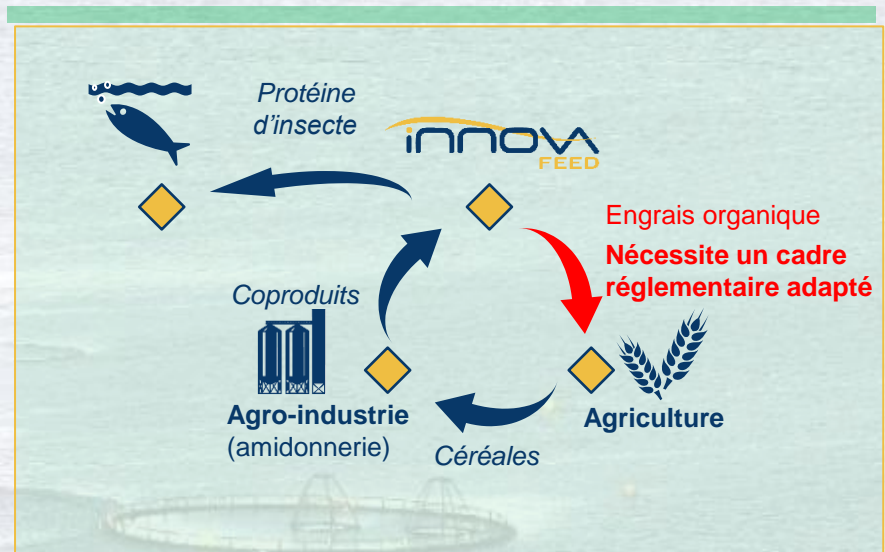 Protéine
d'insecte
innova
FEED
Engrais organique
Nécessite un cadre
réglementaire adapté
Coproduits
Agro-industrie
(amidonnerie)
Céréales
Agriculture